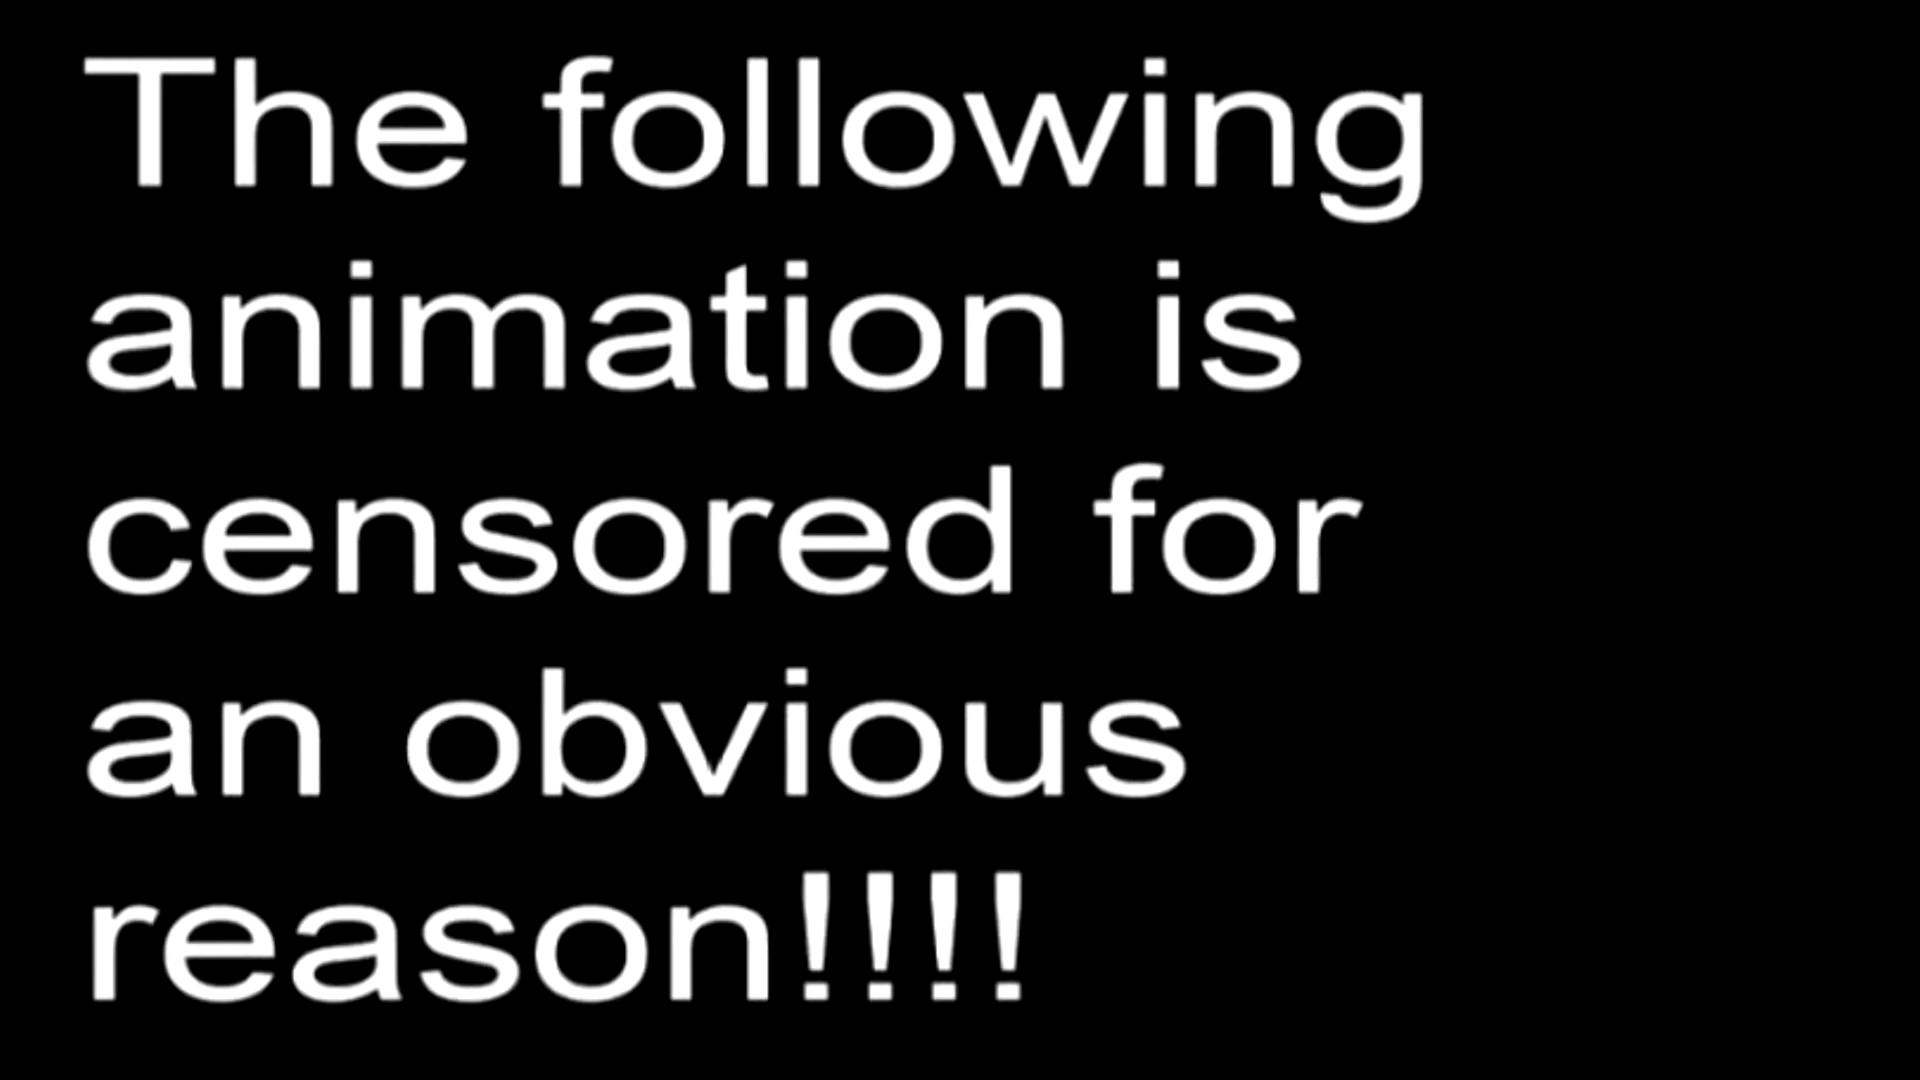 The following
animation is
censored for
an obvious
reason!!!!